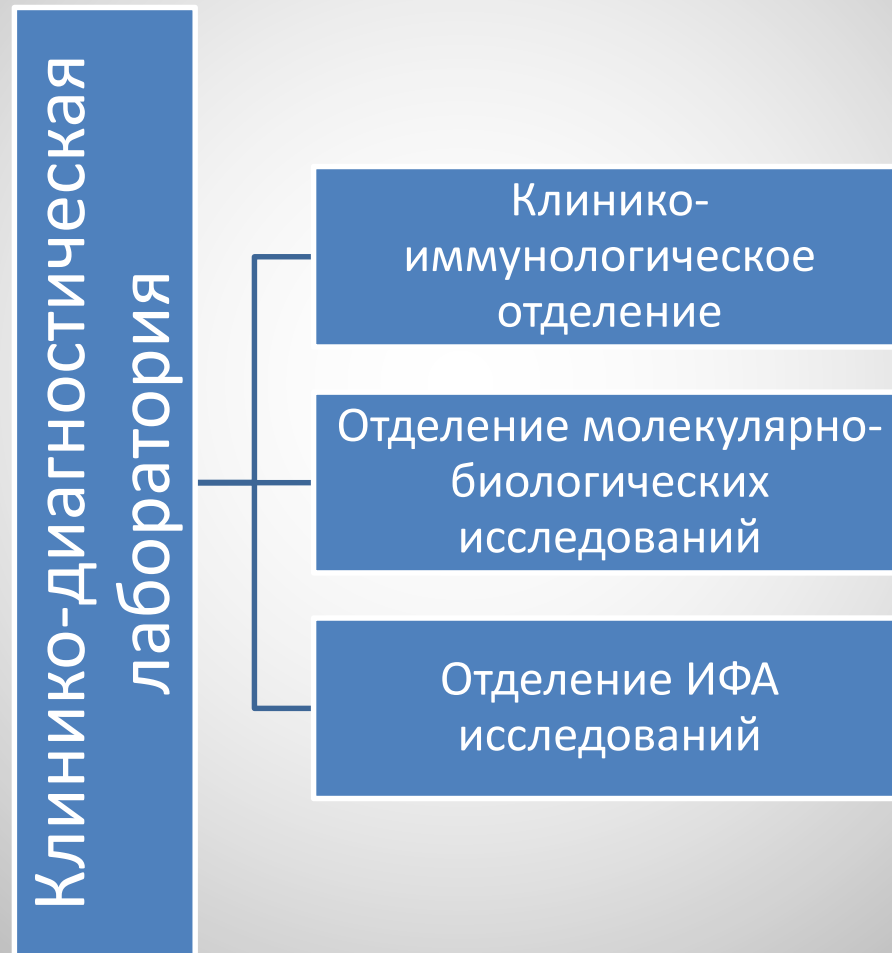 Клинико-диагностическая
лаборатория
Клинико-
иммунологическое
отделение
Отделение молекулярно-
биологических
исследований
Отделение ИФА
исследований